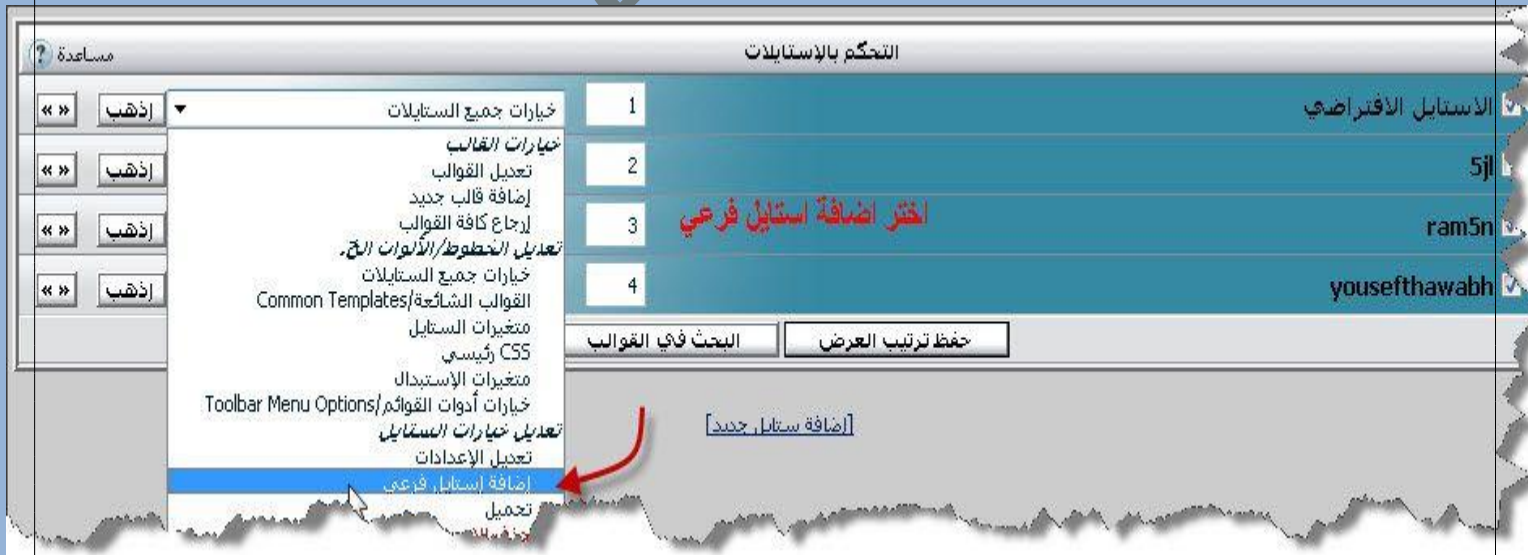 التحكم بالإستايلات
مساعدة ?
الاستايل الافتراضي
1
خيارات جميع الستايلات
إذهب
« »
5jl
2
إذهب
« »
ram5n
3
إذهب
« »
yousefthawabh
4
إذهب
« »
اختر اضافة استايل فرعي
خيارات القالب
تعديل القوالب
إضافة قالب جديد
إرجاع كافة القوالب
تعديل الخطوط/الألوان الخ.
خيارات جميع الستايلات
القوالب الشائعة/Common Templates
متغيرات الستايل
CSS رئيسي
متغيرات الإستبدال
خيارات أدوات القوائم/Toolbar Menu Options
تعديل خيارات الستايل
تعديل الإعدادات
إضافة إستايل فرعي
تحميل
حفظ ترتيب العرض
البحث في القوالب
[إضافة ستايل جديد]